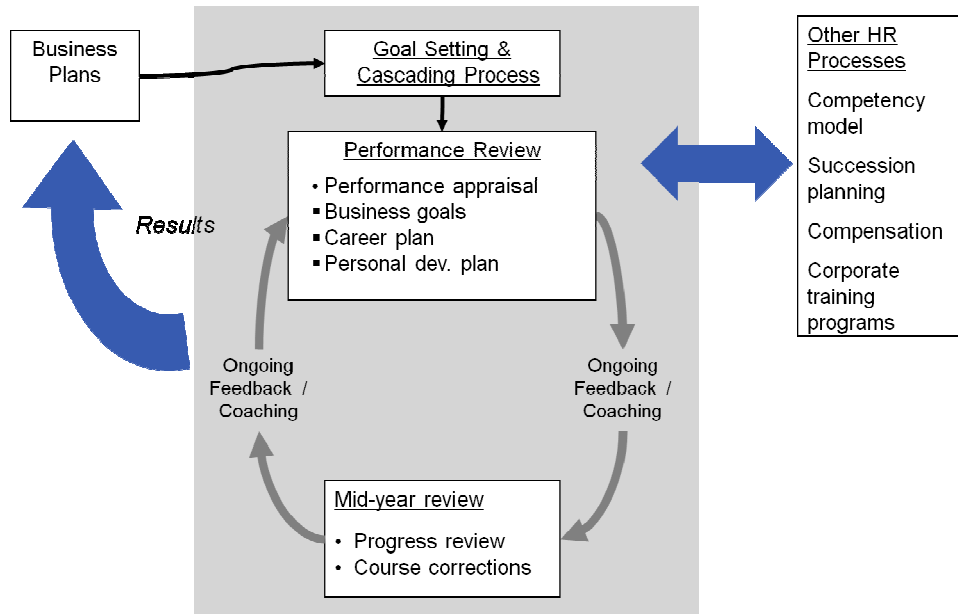 Business
Plans
Goal Setting &
Cascading Process
Performance Review
• Performance appraisal
▪ Business goals
▪ Career plan
▪ Personal dev. plan
Results
Ongoing
Feedback /
Coaching
Ongoing
Feedback /
Coaching
Mid-year review
• Progress review
• Course corrections
Other HR
Processes
Competency
model
Succession
planning
Compensation
Corporate
training
programs